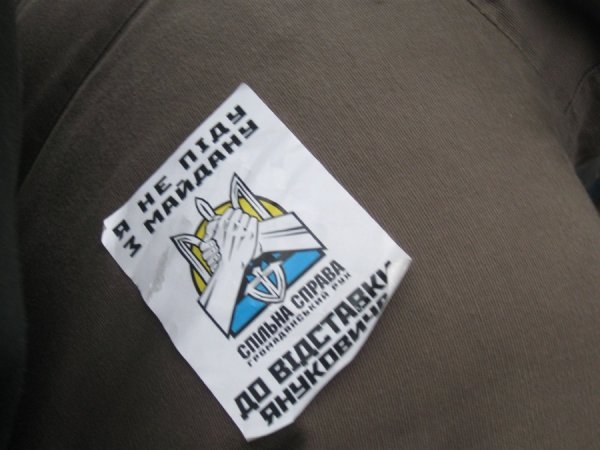 Я НЕ ПІДУ
З МАЙДАНУ
СПІЛЬНА СПРАВА
ГРОМАДЯНСЬКИЙ РУХ
ДО ВІДСТАВКИ
ЯНУКОВИЧА